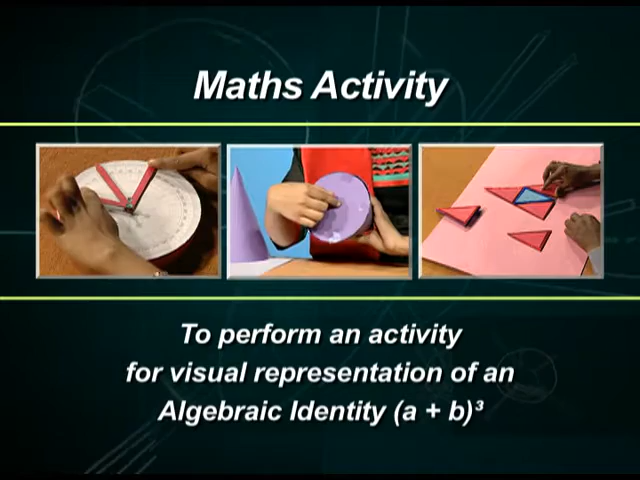 Maths Activity
To perform an activity
for visual representation of an
Algebraic Identity (a + b)³